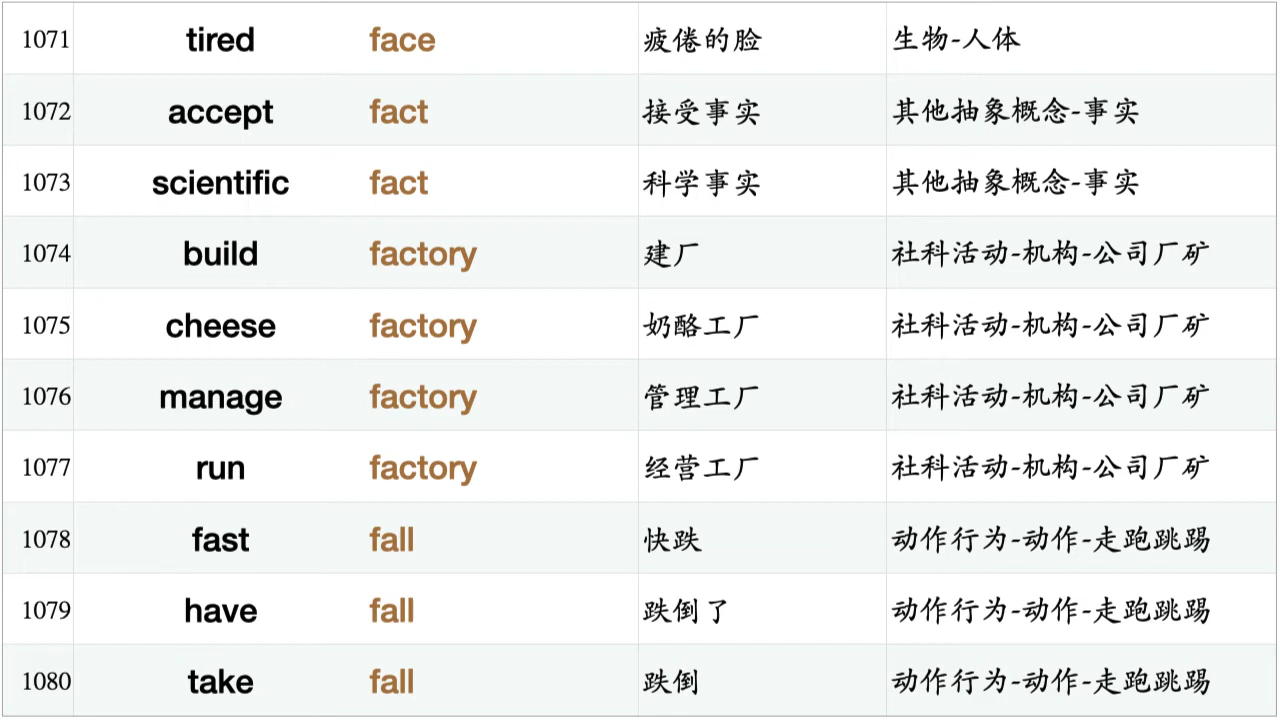 1071 tired face 疲倦的脸 生物-人体
1072 accept fact 接受事实 其他抽象概念-事实
1073 scientific fact 科学事实 其他抽象概念-事实
1074 build factory 建厂 社科活动-机构-公司厂矿
1075 cheese factory 奶酪工厂 社科活动-机构-公司厂矿
1076 manage factory 管理工厂 社科活动-机构-公司厂矿
1077 run factory 经营工厂 社科活动-机构-公司厂矿
1078 fast fall 快跌 动作行为-动作-走跑跳踢
1079 have fall 跌倒了 动作行为-动作-走跑跳踢
1080 take fall 跌倒 动作行为-动作-走跑跳踢